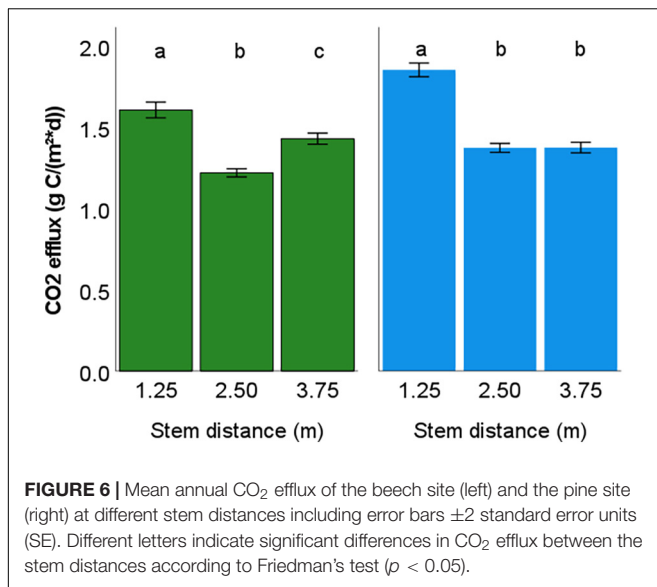 2.0
1.5
1.0
0.5
0.0
CO2 efflux (g C/(m²*d))
a b c
1.25 2.50 3.75
Stem distance (m)
a b b
1.25 2.50 3.75
Stem distance (m)
FIGURE 6 | Mean annual CO₂ efflux of the beech site (left) and the pine site
(right) at different stem distances including error bars ±2 standard error units
(SE). Different letters indicate significant differences in CO₂ efflux between the
stem distances according to Friedman's test (p < 0.05).